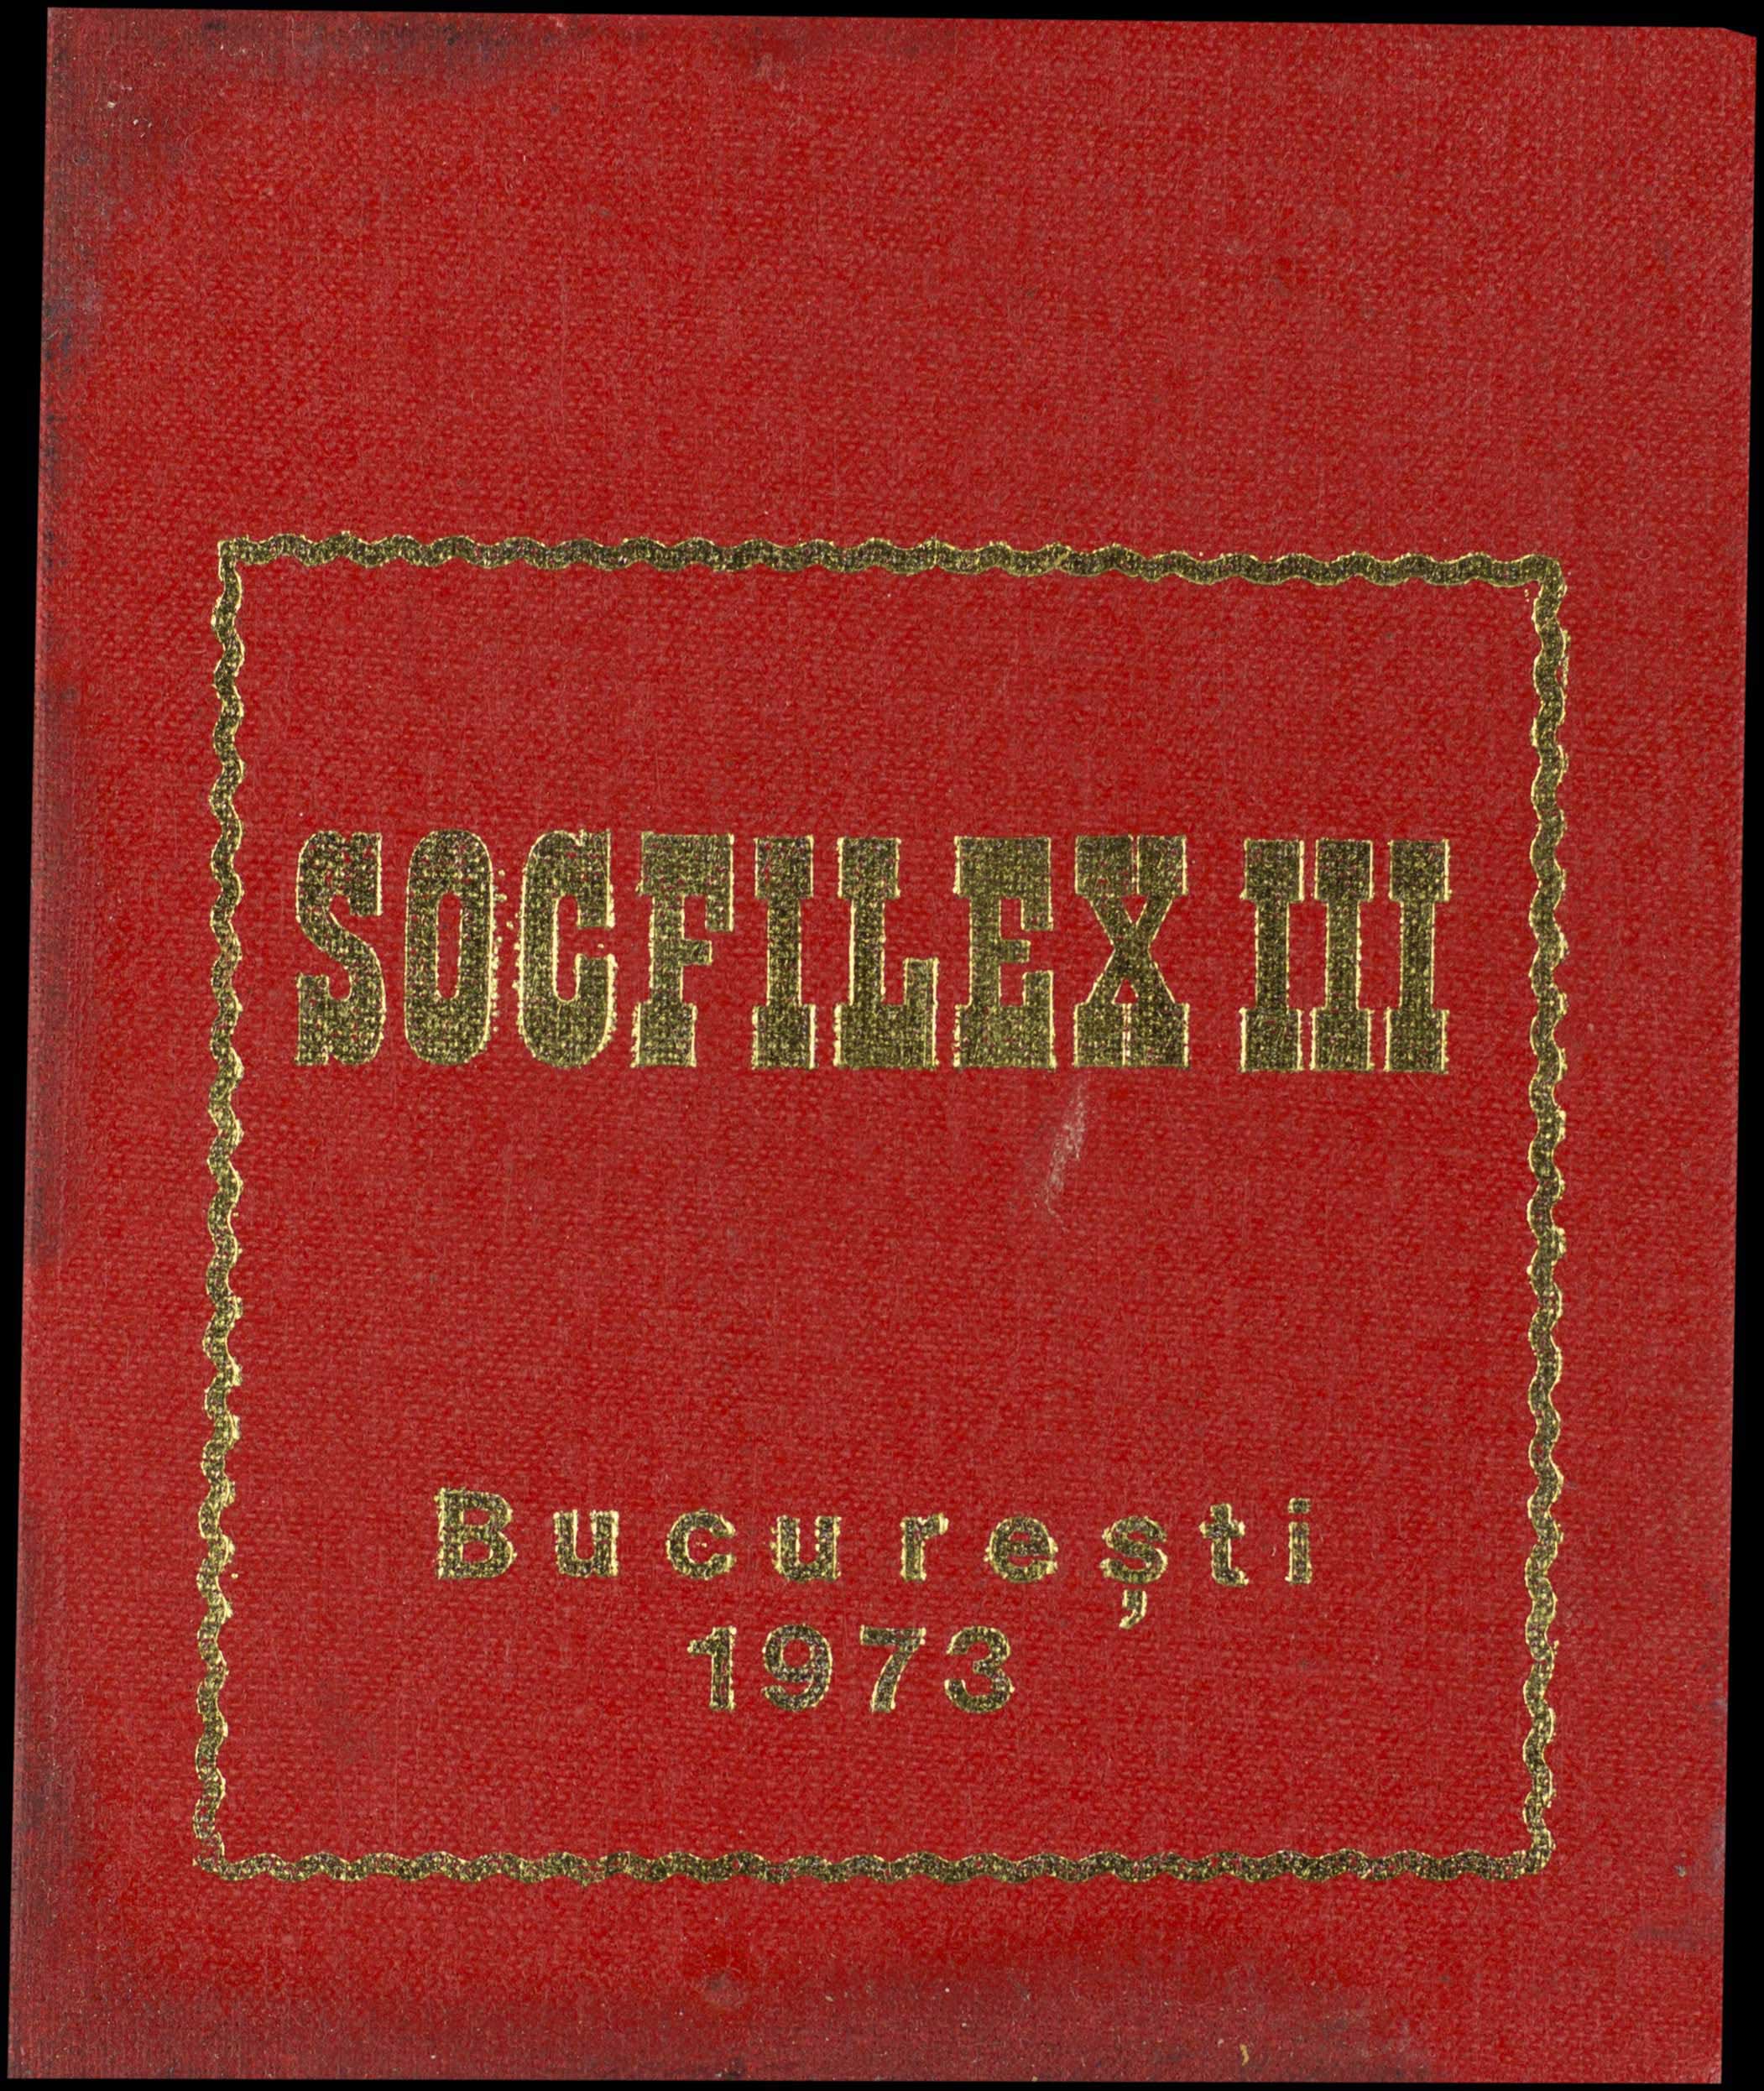 SOCFILEX III
București
1973